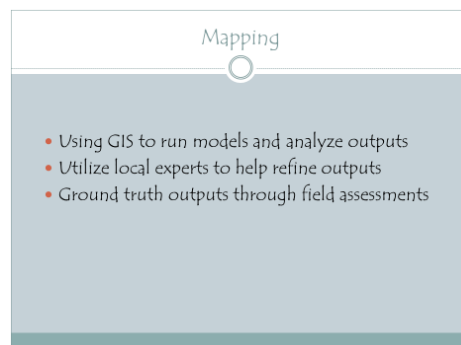 Mapping
• Using GIS to run models and analyze outputs
• Utilize local experts to help refine outputs
• Ground truth outputs through field assessments